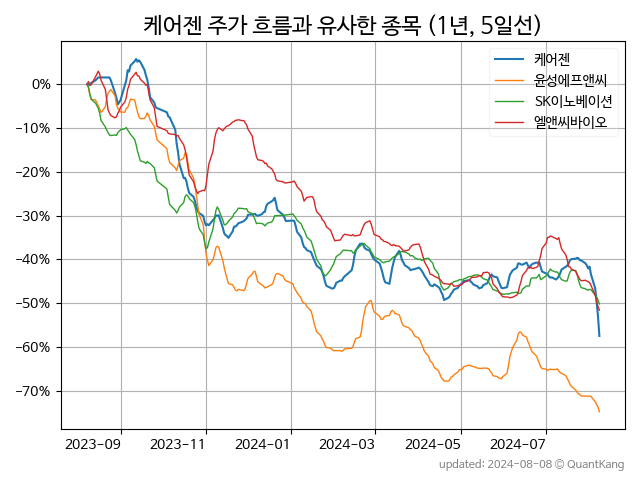 케어젠 주가 흐름과 유사한 종목 (1년, 5일선)
케어젠
윤성에프앤씨
SK이노베이션
엘앤씨바이오
0%
−10%
−20%
−30%
−40%
−50%
−60%
−70%
2023-09 2023-11 2024-01 2024-03 2024-05 2024-07
updated: 2024-08-08 © QuantKang